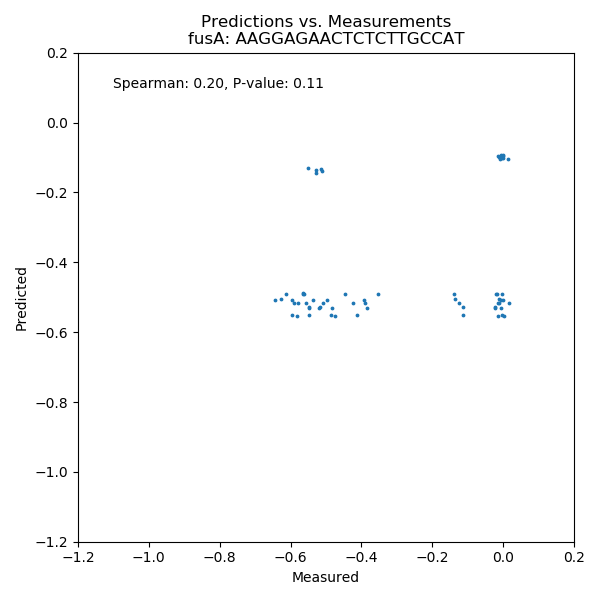 Predictions vs. Measurements
fusA: AAGGAGAACTCTCTTGCCAT
Spearman: 0.20, P-value: 0.11
0.2
0.0
−0.2
−0.4
−0.6
−0.8
−1.0
−1.2
Predicted
−1.2 −1.0 −0.8 −0.6 −0.4 −0.2 0.0 0.2
Measured